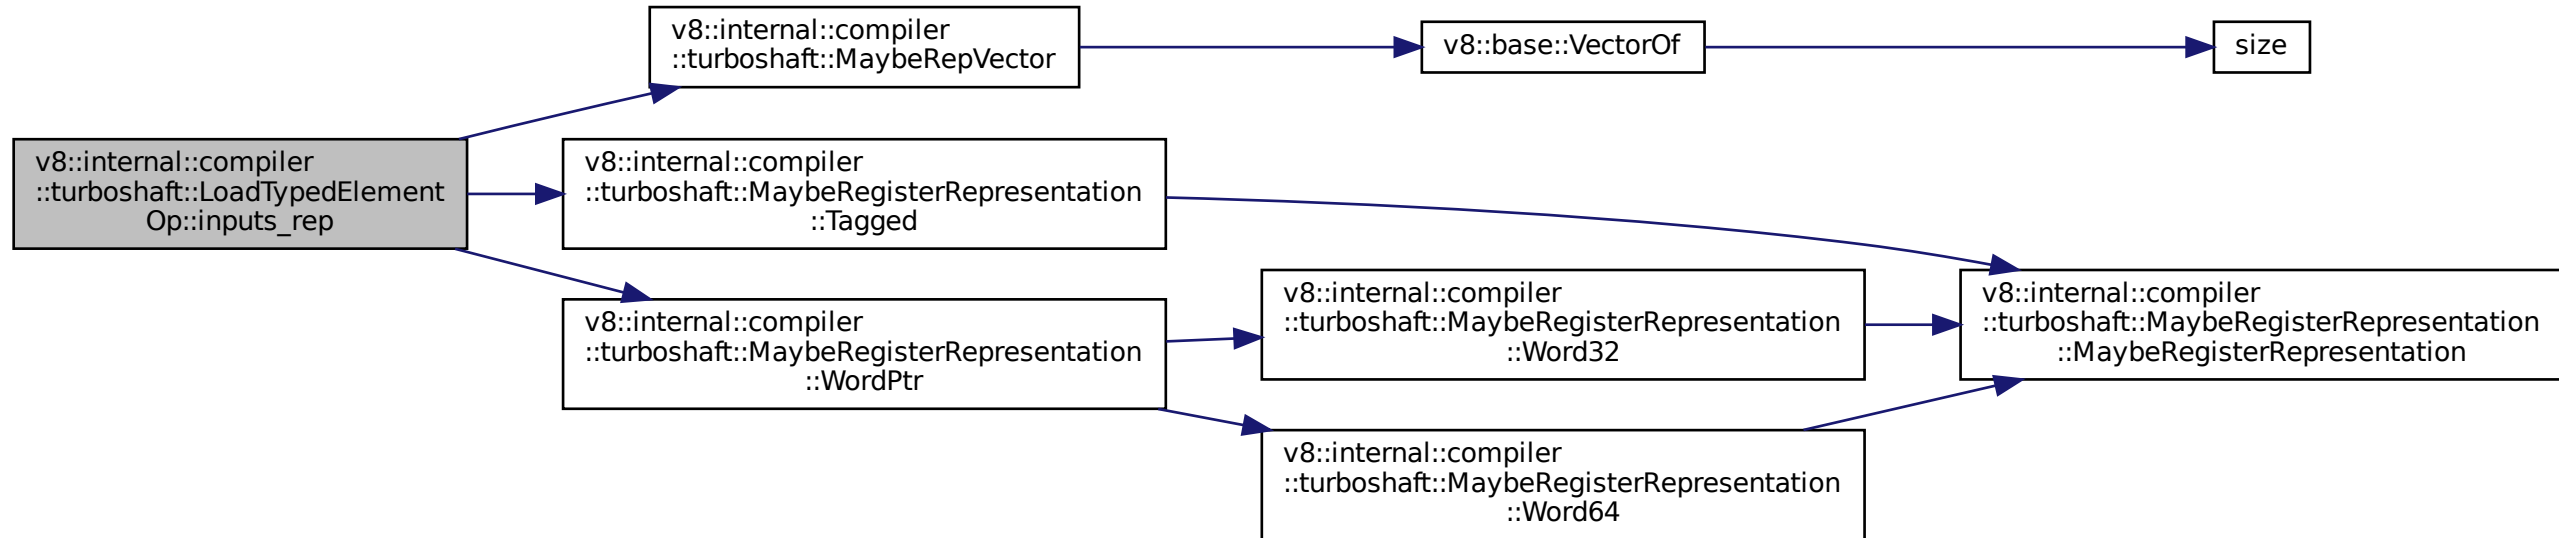 v8::internal::compiler
::turboshaft::LoadTypedElement
Op::inputs_rep
v8::internal::compiler
::turboshaft::MaybeRepVector
v8::base::VectorOf
size
v8::internal::compiler
::turboshaft::MaybeRegisterRepresentation
::Tagged
v8::internal::compiler
::turboshaft::MaybeRegisterRepresentation
::WordPtr
v8::internal::compiler
::turboshaft::MaybeRegisterRepresentation
::Word32
v8::internal::compiler
::turboshaft::MaybeRegisterRepresentation
::Word64
v8::internal::compiler
::turboshaft::MaybeRegisterRepresentation
::MaybeRegisterRepresentation